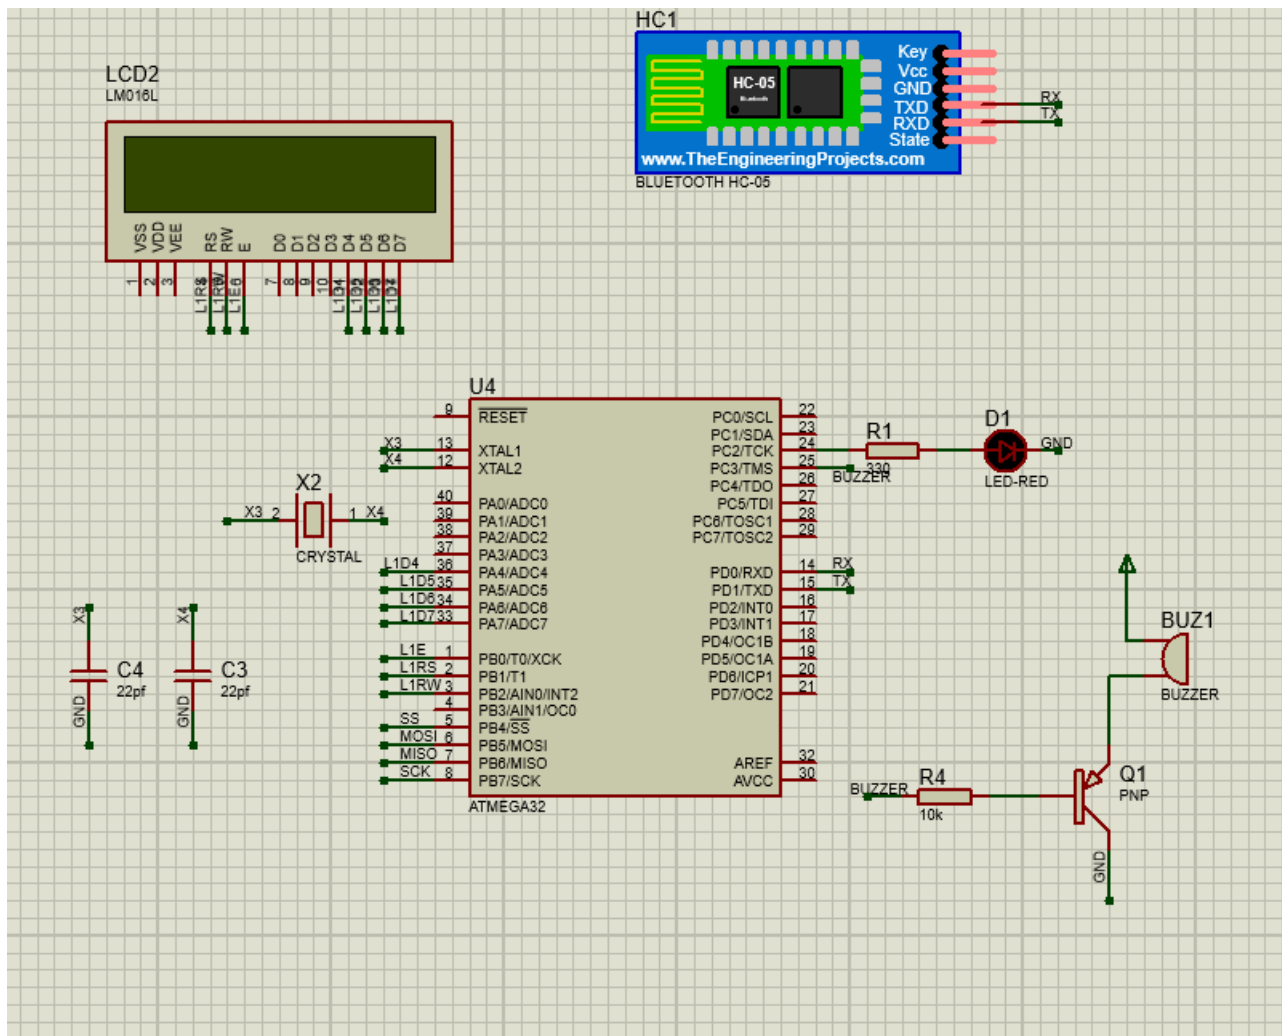 HC1
Key
Vcc
GND
TXD
RXD
State
HC-05
Bluetooth
RX
TX
www.TheEngineeringProjects.com
BLUETOOTH HC-05
LCD2
LM016L
VSS
VDD
VEE
RS
RW
E
D0
D1
D2
D3
D4
D5
D6
D7
1
2
3
7
8
9
10
L1RS
L1RW
L1E
L1D4
L1D5
L1D6
L1D7
U4
9 RESET
X3 13 XTAL1
X4 12 XTAL2
40 PA0/ADC0
39 PA1/ADC1
38 PA2/ADC2
37 PA3/ADC3
L1D4 36 PA4/ADC4
L1D5 35 PA5/ADC5
L1D6 34 PA6/ADC6
L1D7 33 PA7/ADC7
L1E 1 PB0/T0/XCK
L1RS 2 PB1/T1
L1RW 3 PB2/AIN0/INT2
4 PB3/AIN1/OC0
SS 5 PB4/SS
MOSI 6 PB5/MOSI
MISO 7 PB6/MISO
SCK 8 PB7/SCK
PC0/SCL 22
PC1/SDA 23
PC2/TCK 24
PC3/TMS 25
PC4/TDO 26
PC5/TDI 27
PC6/TOSC1 28
PC7/TOSC2 29
PD0/RXD 14 RX
PD1/TXD 15 TX
PD2/INT0 16
PD3/INT1 17
PD4/OC1B 18
PD5/OC1A 19
PD6/ICP1 20
PD7/OC2 21
AREF 32
AVCC 30
ATMEGA32
R1
330
BUZZER
D1
GND
LED-RED
X2
X3 2 1 X4
CRYSTAL
X3
C4
22pf
GND
X4
C3
22pf
GND
BUZ1
BUZZER
BUZZER
R4
10k
Q1
PNP
GND